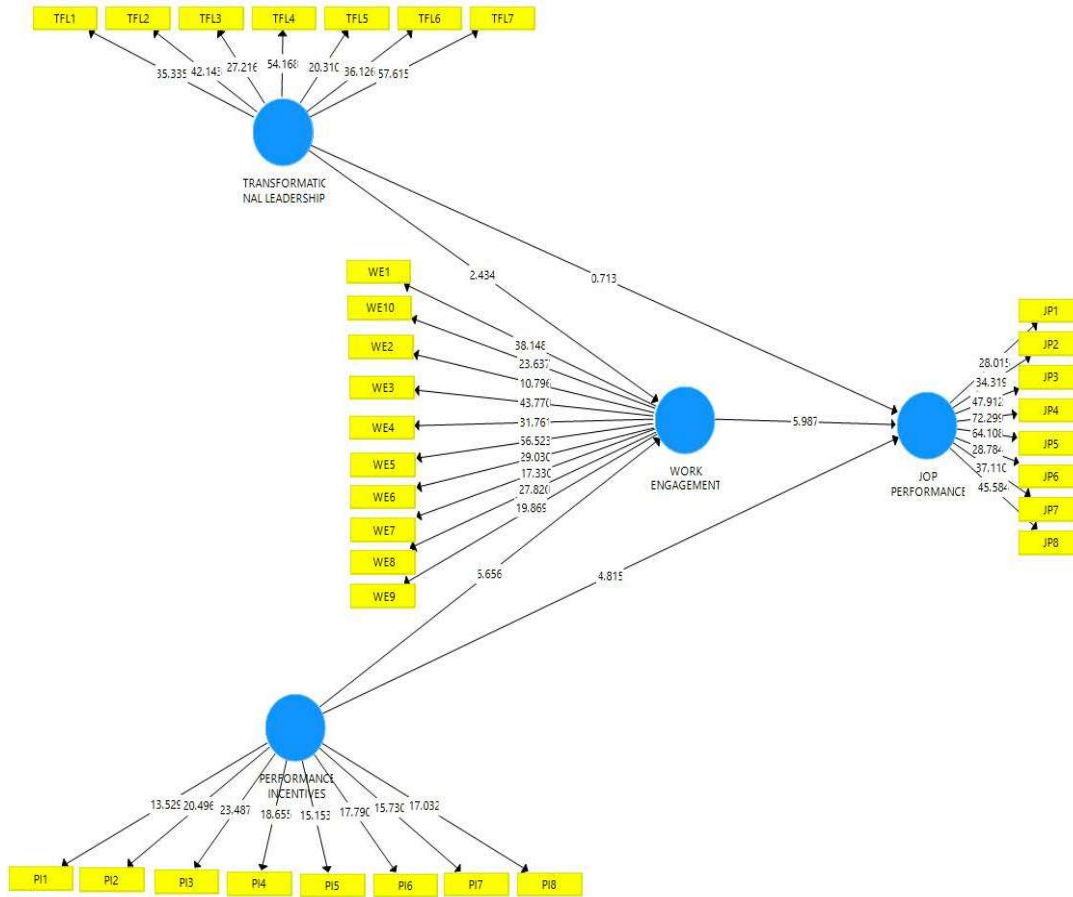 TFL1 TFL2 TFL3 TFL4 TFL5 TFL6 TFL7
35.335 42.143 27.216 54.168 20.310 36.126 57.615
TRANSFORMATIO
NAL LEADERSHIP
2.434
0.713
WE1
WE10
WE2
WE3
WE4
WE5
WE6
WE7
WE8
WE9
38.148
23.637
10.796
43.770
31.761
56.523
29.030
17.330
27.820
19.869
WORK
ENGAGEMENT
5.987
JP1
JP2
JP3
JP4
JP5
JP6
JP7
JP8
28.015
34.319
47.912
72.299
64.108
28.784
37.110
45.584
JOP
PERFORMANCE
4.815
PERFORMANCE
INCENTIVES
13.529 20.496 23.487 18.655 15.153 17.790 15.730 17.032
PI1 PI2 PI3 PI4 PI5 PI6 PI7 PI8